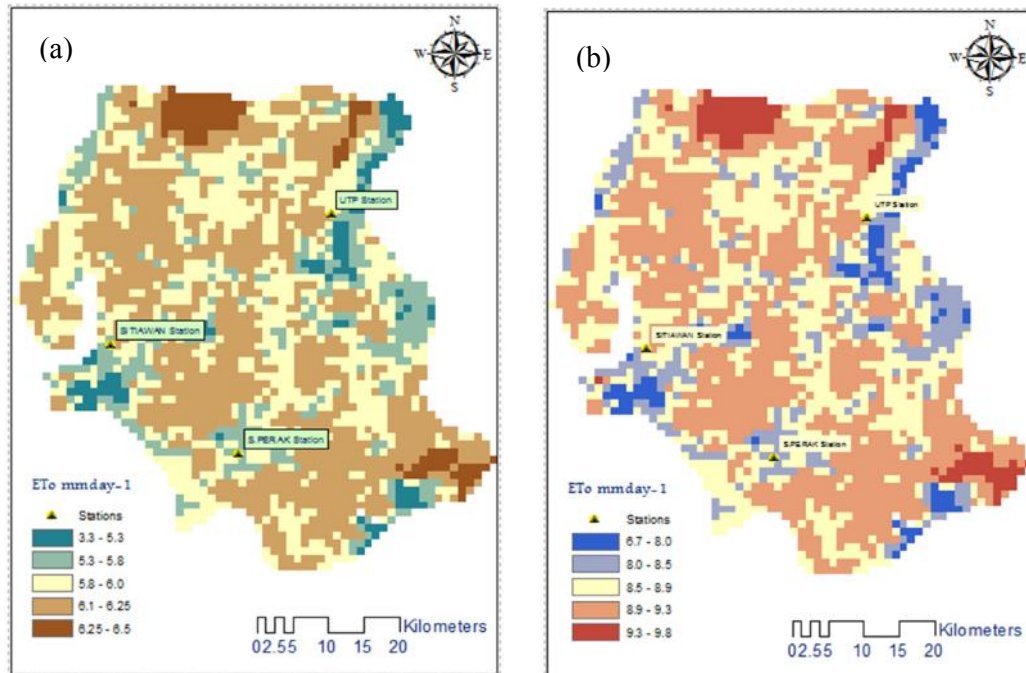 (a)
N
W E
S
UTP Station
SITIAWAN Station
S.PERAK Station
ETo mmday-1
Stations
3.3 - 5.3
5.3 - 5.8
5.8 - 6.0
6.1 - 6.25
6.25 - 6.5
Kilometers
02.55 10 15 20
(b)
N
W E
S
UTP Station
SITIAWAN Station
S.PERAK Station
ETo mmday-1
Stations
6.7 - 8.0
8.0 - 8.5
8.5 - 8.9
8.9 - 9.3
9.3 - 9.8
Kilometers
02.55 10 15 20